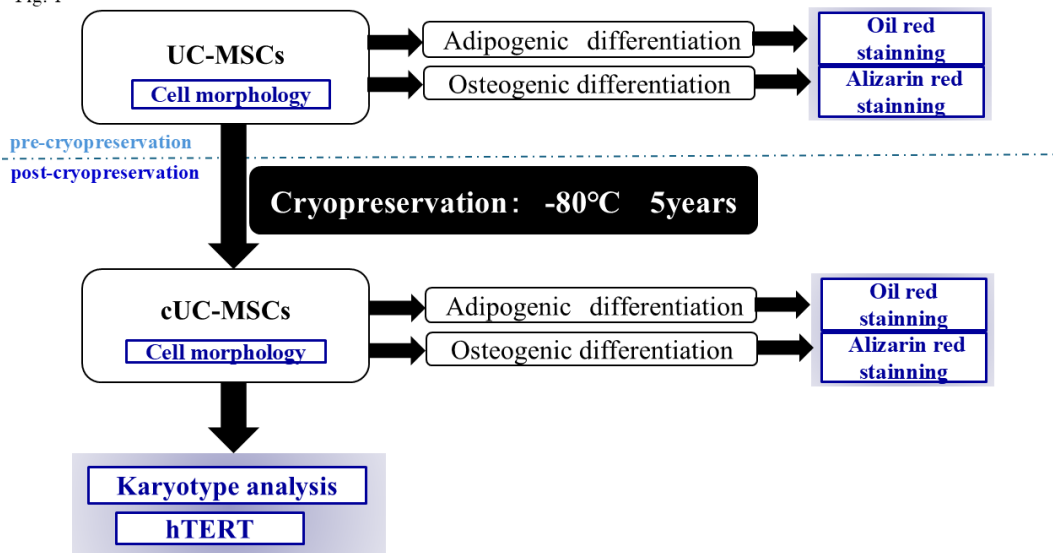 Fig. 1
UC-MSCs
Cell morphology
Adipogenic differentiation
Osteogenic differentiation
Oil red
stainning
Alizarin red
stainning
pre-cryopreservation
post-cryopreservation
Cryopreservation: -80℃ 5years
cUC-MSCs
Cell morphology
Adipogenic differentiation
Osteogenic differentiation
Oil red
stainning
Alizarin red
stainning
Karyotype analysis
hTERT